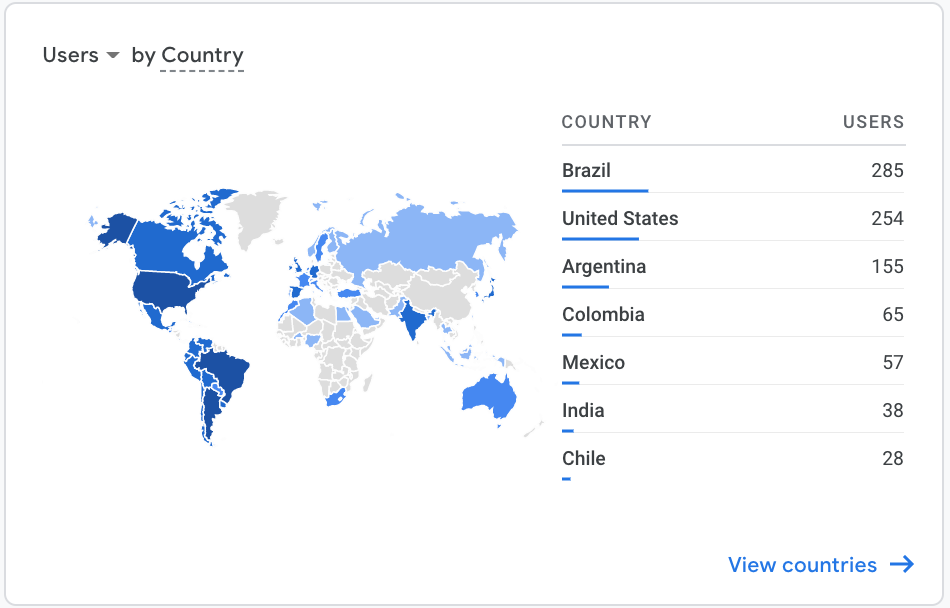 Users by Country
COUNTRY USERS
Brazil 285
United States 254
Argentina 155
Colombia 65
Mexico 57
India 38
Chile 28
View countries